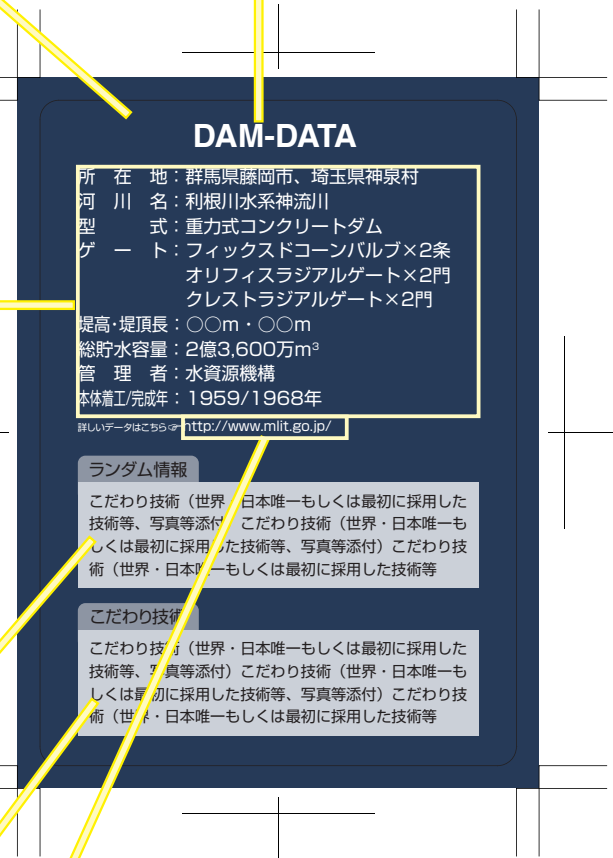 DAM-DATA
所在地：群馬県藤岡市、埼玉県神泉村
河川名：利根川水系神流川
型式：重力式コンクリートダム
ゲート：フィックスドコーンバルブ×2条
オリフィスラジアルゲート×2門
クレストラジアルゲート×2門
堤高･堤頂長：○○m・○○m
総貯水容量：2億3,600万m³
管理者：水資源機構
本体着工/完成年：1959/1968年
詳しいデータはこちら☞http://www.mlit.go.jp/
ランダム情報
こだわり技術（世界・日本唯一もしくは最初に採用した
技術等、写真等添付）こだわり技術（世界・日本唯一も
しくは最初に採用した技術等、写真等添付）こだわり技
術（世界・日本唯一もしくは最初に採用した技術等
こだわり技術
こだわり技術（世界・日本唯一もしくは最初に採用した
技術等、写真等添付）こだわり技術（世界・日本唯一も
しくは最初に採用した技術等、写真等添付）こだわり技
術（世界・日本唯一もしくは最初に採用した技術等